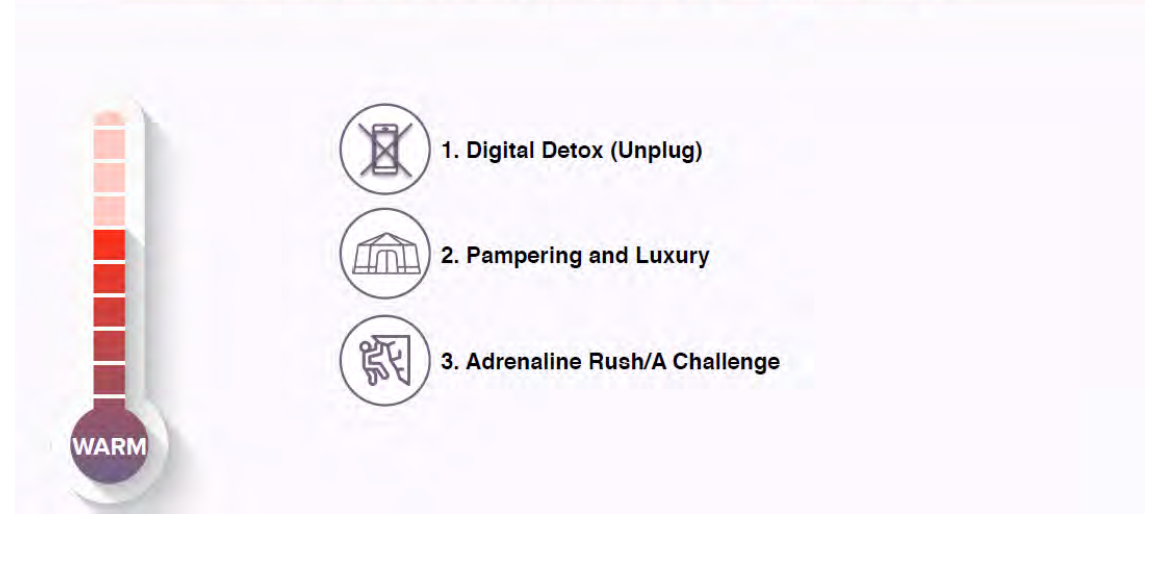 1. Digital Detox (Unplug)
2. Pampering and Luxury
3. Adrenaline Rush/A Challenge
WARM